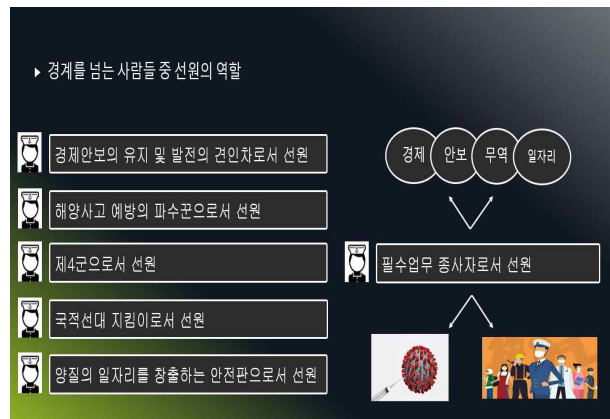 ▶ 경계를 넘는 사람들 중 선원의 역할
경제안보의 유지 및 발전의 견인차로서 선원
해양사고 예방의 파수꾼으로서 선원
제4군으로서 선원
국적선대 지킴이로서 선원
양질의 일자리를 창출하는 안전판으로서 선원
경제 안보 무역 일자리
필수업무 종사자로서 선원